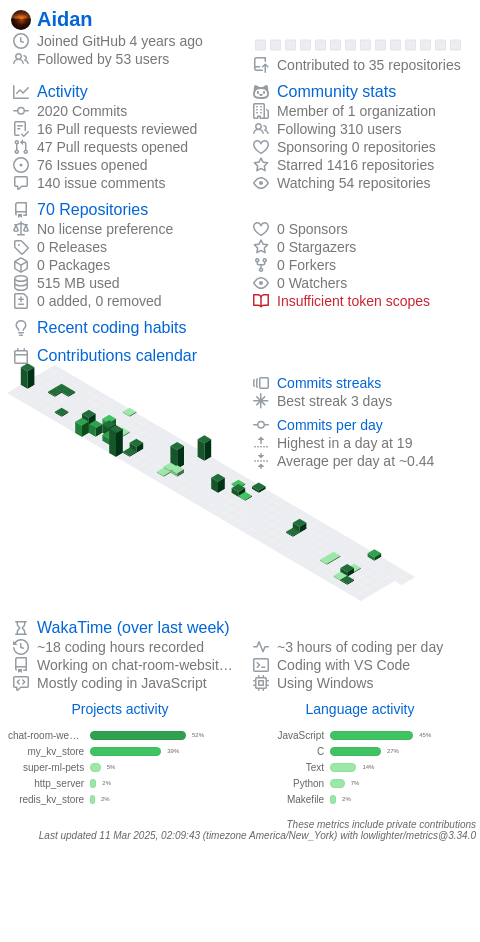 Aidan
Joined GitHub 4 years ago
Followed by 53 users
Contributed to 35 repositories
Activity
2020 Commits
16 Pull requests reviewed
47 Pull requests opened
76 Issues opened
140 issue comments
Community stats
Member of 1 organization
Following 310 users
Sponsoring 0 repositories
Starred 1416 repositories
Watching 54 repositories
70 Repositories
No license preference
0 Releases
0 Packages
515 MB used
0 added, 0 removed
0 Sponsors
0 Stargazers
0 Forkers
0 Watchers
Insufficient token scopes
Recent coding habits
Contributions calendar
Commits streaks
Best streak 3 days
Commits per day
Highest in a day at 19
Average per day at ~0.44
WakaTime (over last week)
~18 coding hours recorded
Working on chat-room-websit…
Mostly coding in JavaScript
~3 hours of coding per day
Coding with VS Code
Using Windows
Projects activity
chat-room-we… 52%
my_kv_store 39%
super-ml-pets 5%
http_server 2%
redis_kv_store 2%
Language activity
JavaScript 45%
C 27%
Text 14%
Python 7%
Makefile 2%
These metrics include private contributions
Last updated 11 Mar 2025, 02:09:43 (timezone America/New_York) with lowlighter/metrics@3.34.0